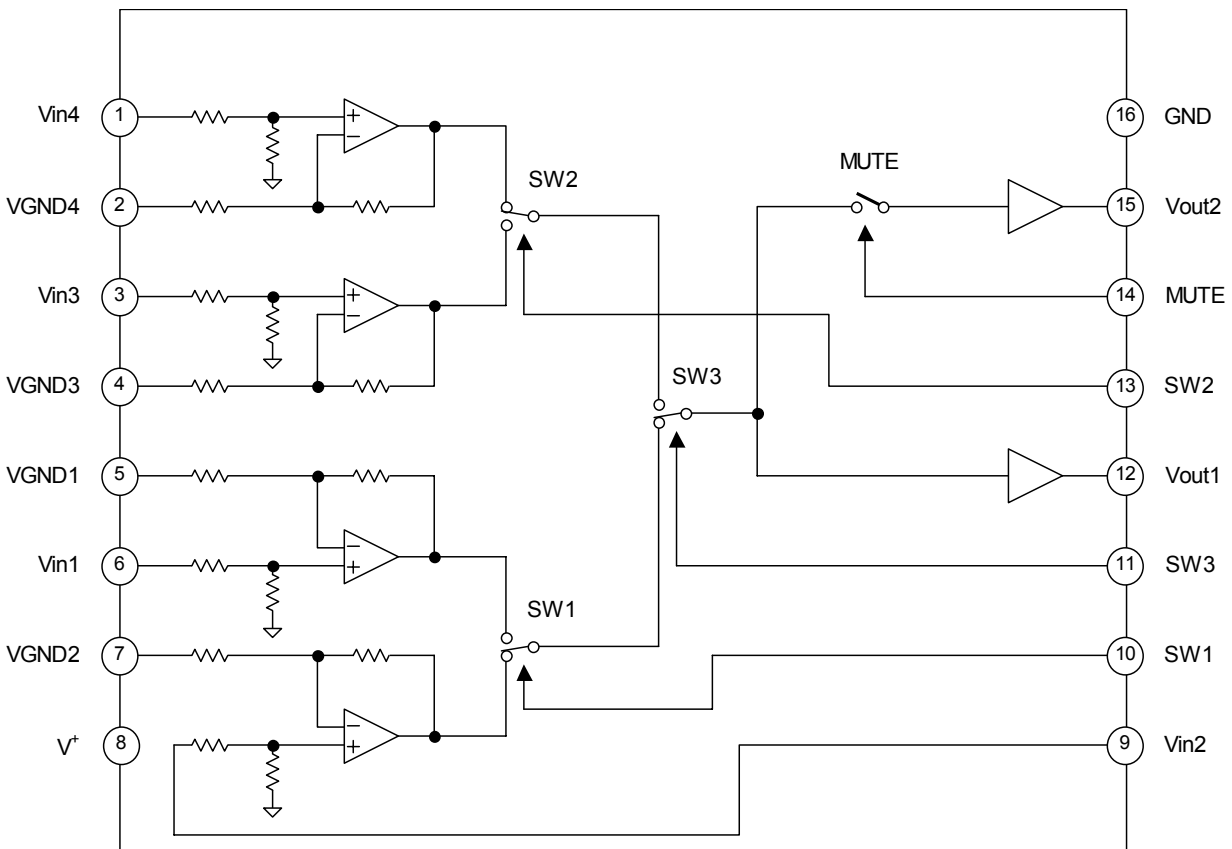 Vin4 1
VGND4 2
Vin3 3
VGND3 4
VGND1 5
Vin1 6
VGND2 7
V+ 8
+
−
+
−
−
+
−
+
SW2
SW1
SW3
MUTE
16 GND
15 Vout2
14 MUTE
13 SW2
12 Vout1
11 SW3
10 SW1
9 Vin2